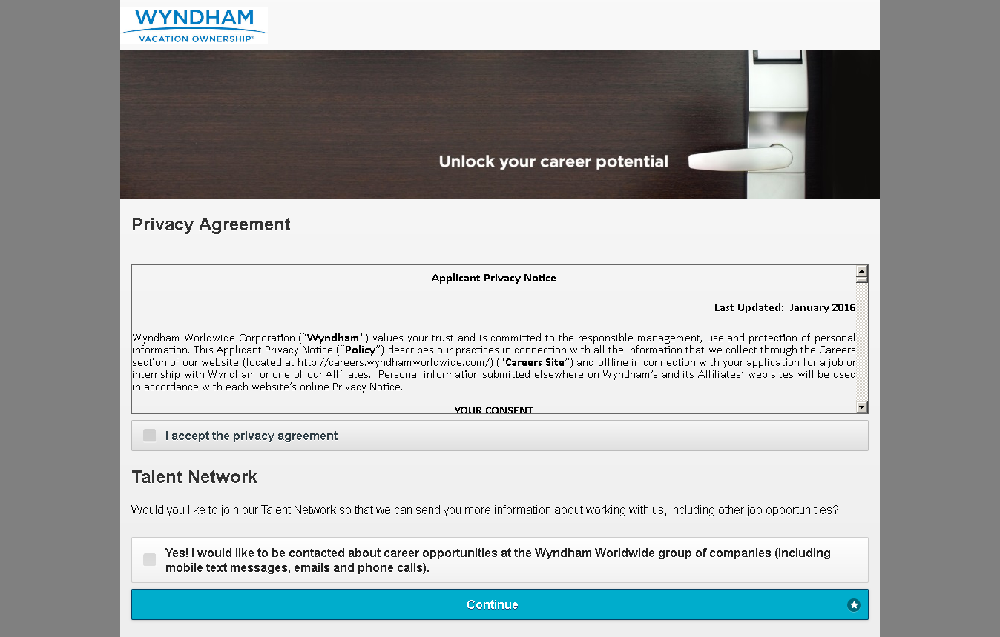 WYNDHAM
VACATION OWNERSHIP®
Unlock your career potential
Privacy Agreement
Applicant Privacy Notice
Last Updated:  January 2016
Wyndham Worldwide Corporation (“Wyndham”) values your trust and is committed to the responsible management, use and protection of personal
information. This Applicant Privacy Notice (“Policy”) describes our practices in connection with all the information that we collect through the Careers
section of our website (located at http://careers.wyndhamworldwide.com/) (“Careers Site”) and offline in connection with your application for a job or
internship with Wyndham or one of our Affiliates.  Personal information submitted elsewhere on Wyndham’s and its Affiliates’ web sites will be used
in accordance with each website’s online Privacy Notice.
YOUR CONSENT
I accept the privacy agreement
Talent Network
Would you like to join our Talent Network so that we can send you more information about working with us, including other job opportunities?
Yes! I would like to be contacted about career opportunities at the Wyndham Worldwide group of companies (including
mobile text messages, emails and phone calls).
Continue